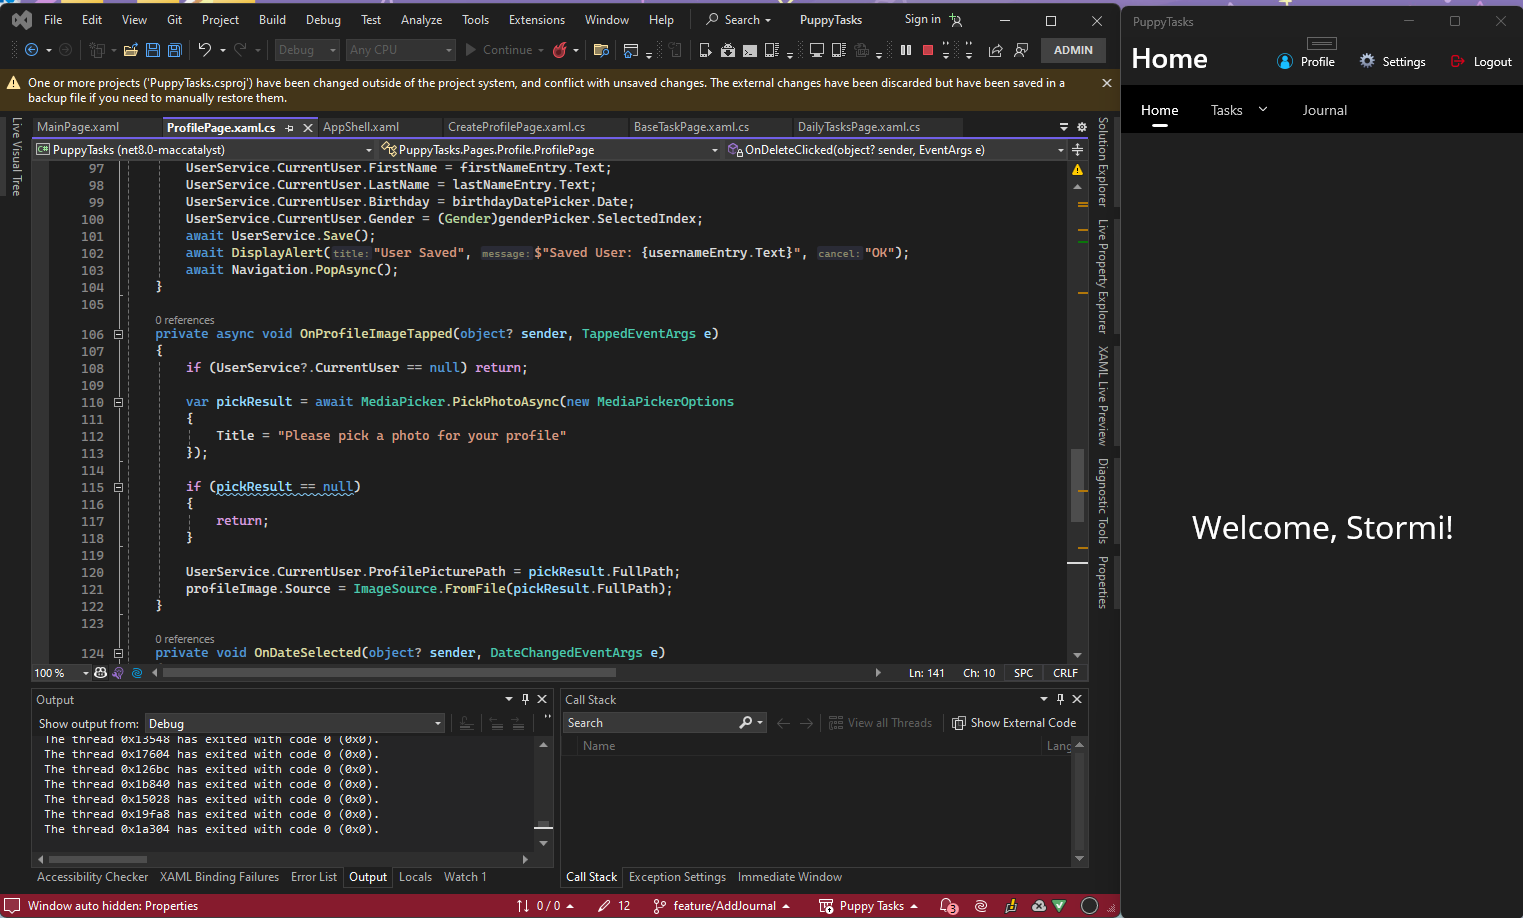 File Edit View Git Project Build Debug Test Analyze Tools Extensions Window Help Search PuppyTasks Sign in
Debug Any CPU Continue ADMIN
One or more projects ('PuppyTasks.csproj') have been changed outside of the project system, and conflict with unsaved changes. The external changes have been discarded but have been saved in a
backup file if you need to manually restore them.
Live Visual Tree
MainPage.xaml ProfilePage.xaml.cs AppShell.xaml CreateProfilePage.xaml.cs BaseTaskPage.xaml.cs DailyTasksPage.xaml.cs
PuppyTasks (net8.0-maccatalyst) PuppyTasks.Pages.Profile.ProfilePage OnDeleteClicked(object? sender, EventArgs e)
97 UserService.CurrentUser.FirstName = firstNameEntry.Text;
98 UserService.CurrentUser.LastName = lastNameEntry.Text;
99 UserService.CurrentUser.Birthday = birthdayDatePicker.Date;
100 UserService.CurrentUser.Gender = (Gender)genderPicker.SelectedIndex;
101 await UserService.Save();
102 await DisplayAlert(title: "User Saved", message: $"Saved User: {usernameEntry.Text}", cancel: "OK");
103 await Navigation.PopAsync();
104 }
105
0 references
106 private async void OnProfileImageTapped(object? sender, TappedEventArgs e)
107 {
108 if (UserService?.CurrentUser == null) return;
109
110 var pickResult = await MediaPicker.PickPhotoAsync(new MediaPickerOptions
111 {
112 Title = "Please pick a photo for your profile"
113 });
114
115 if (pickResult == null)
116 {
117 return;
118 }
119
120 UserService.CurrentUser.ProfilePicturePath = pickResult.FullPath;
121 profileImage.Source = ImageSource.FromFile(pickResult.FullPath);
122 }
123
0 references
124 private void OnDateSelected(object? sender, DateChangedEventArgs e)
100 % Ln: 141 Ch: 10 SPC CRLF
Solution Explorer
Live Property Explorer
XAML Live Preview
Diagnostic Tools
Properties
Output
Show output from: Debug
The thread 0x13548 has exited with code 0 (0x0).
The thread 0x17604 has exited with code 0 (0x0).
The thread 0x126bc has exited with code 0 (0x0).
The thread 0x1b840 has exited with code 0 (0x0).
The thread 0x15028 has exited with code 0 (0x0).
The thread 0x19fa8 has exited with code 0 (0x0).
The thread 0x1a304 has exited with code 0 (0x0).
Accessibility Checker XAML Binding Failures Error List Output Locals Watch 1
Call Stack
Search View all Threads Show External Code
Name Lang
Call Stack Exception Settings Immediate Window
Window auto hidden: Properties 0 / 0 12 feature/AddJournal Puppy Tasks 3
PuppyTasks
Home Profile Settings Logout
Home Tasks Journal
Welcome, Stormi!